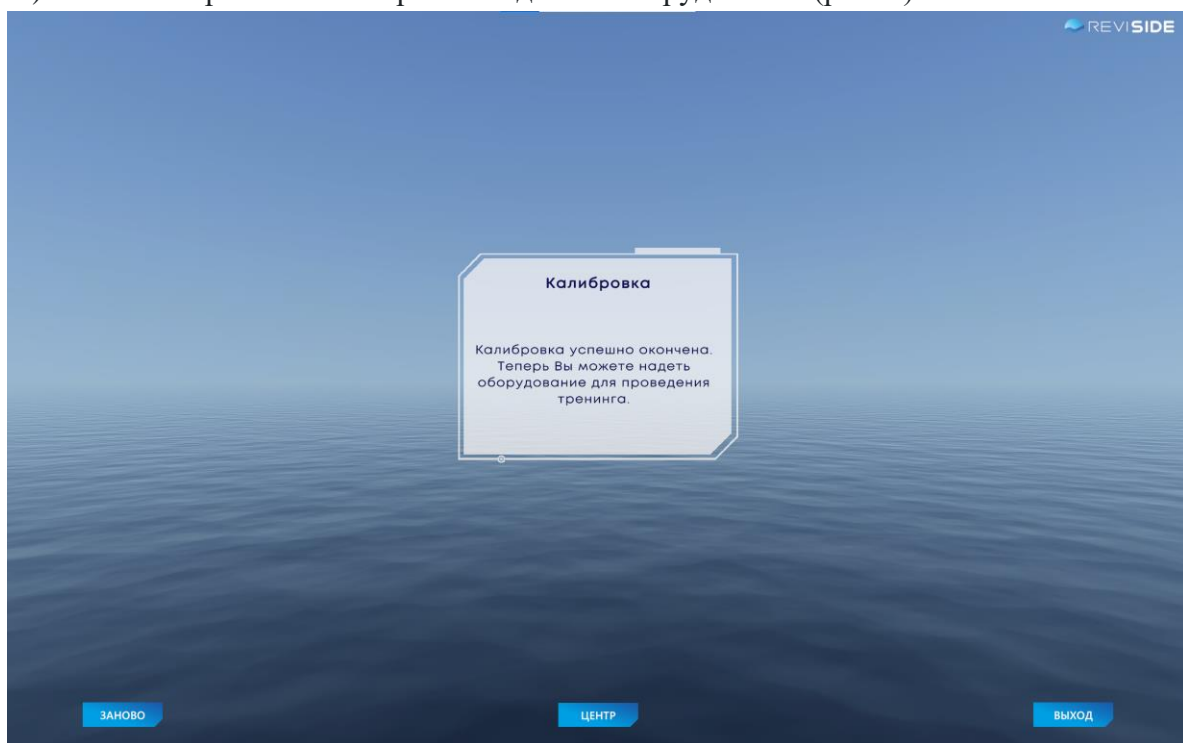 REVISIDE
Калибровка
Калибровка успешно окончена.
Теперь Вы можете надеть
оборудование для проведения
тренинга.
ЗАНОВО
ЦЕНТР
ВЫХОД